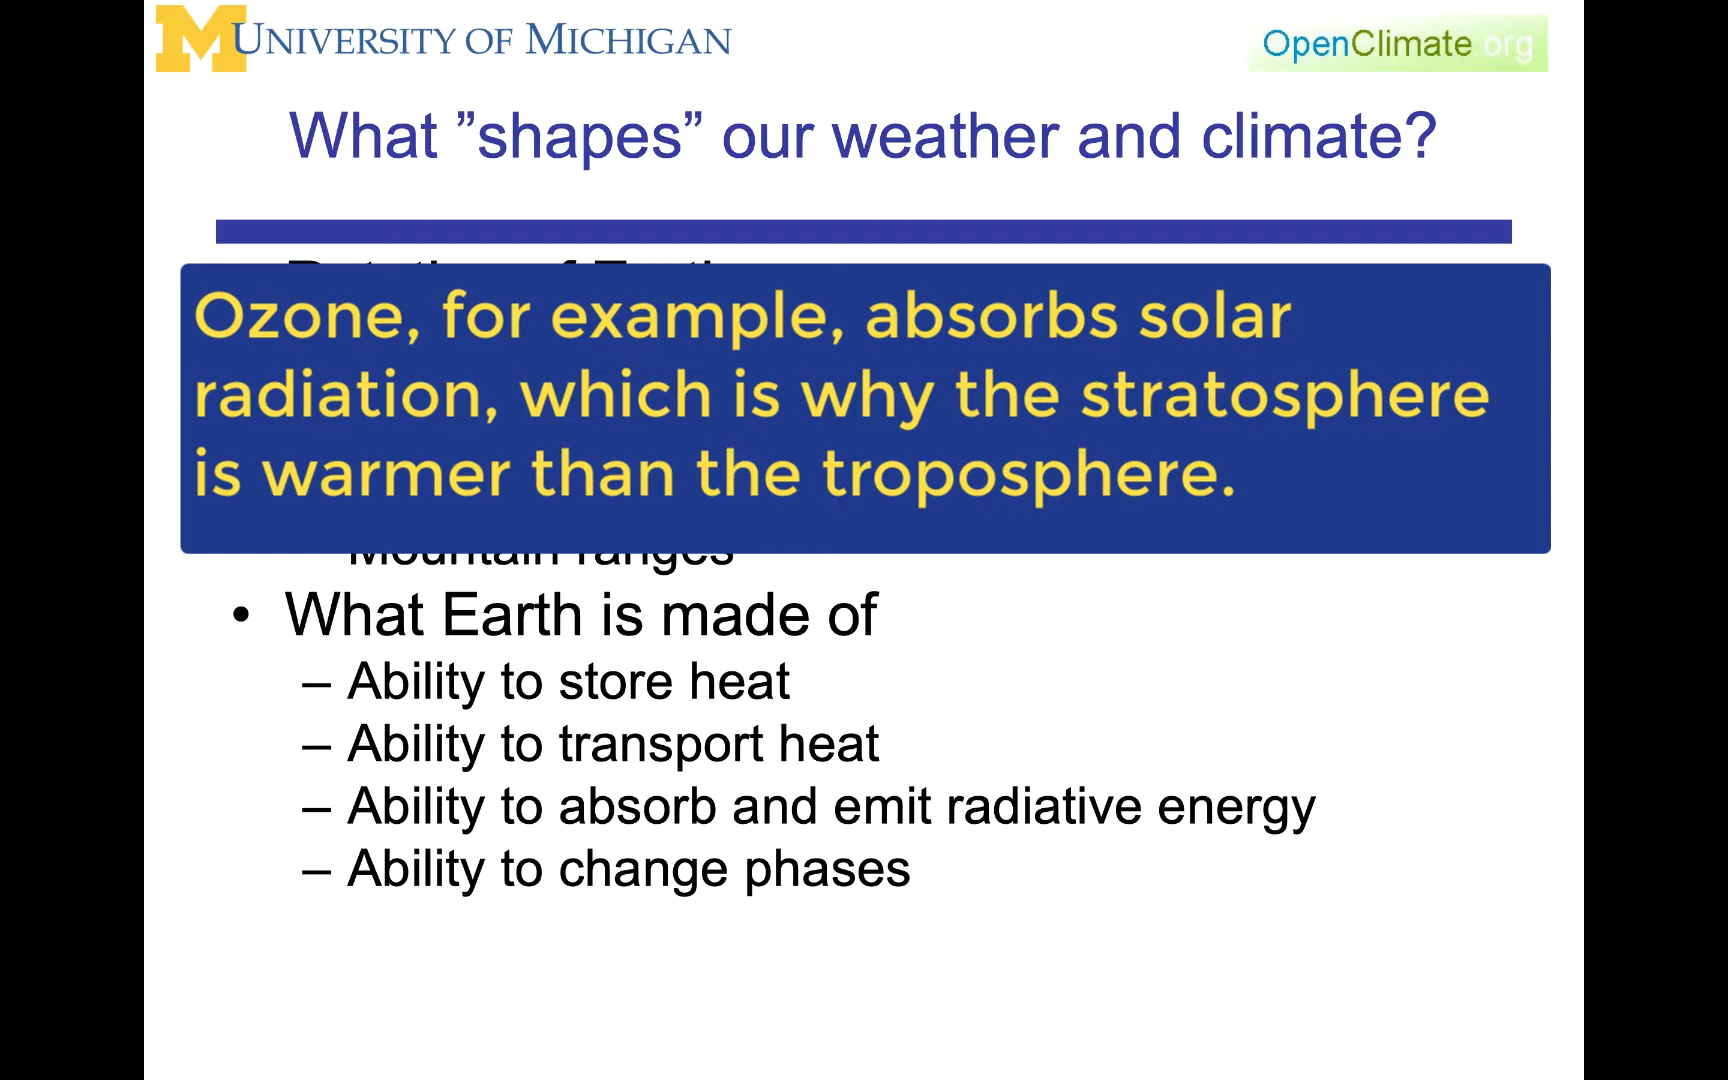 UNIVERSITY OF MICHIGAN
OpenClimate.org
What ”shapes” our weather and climate?
Ozone, for example, absorbs solar
radiation, which is why the stratosphere
is warmer than the troposphere.
Mountain ranges
• What Earth is made of
– Ability to store heat
– Ability to transport heat
– Ability to absorb and emit radiative energy
– Ability to change phases